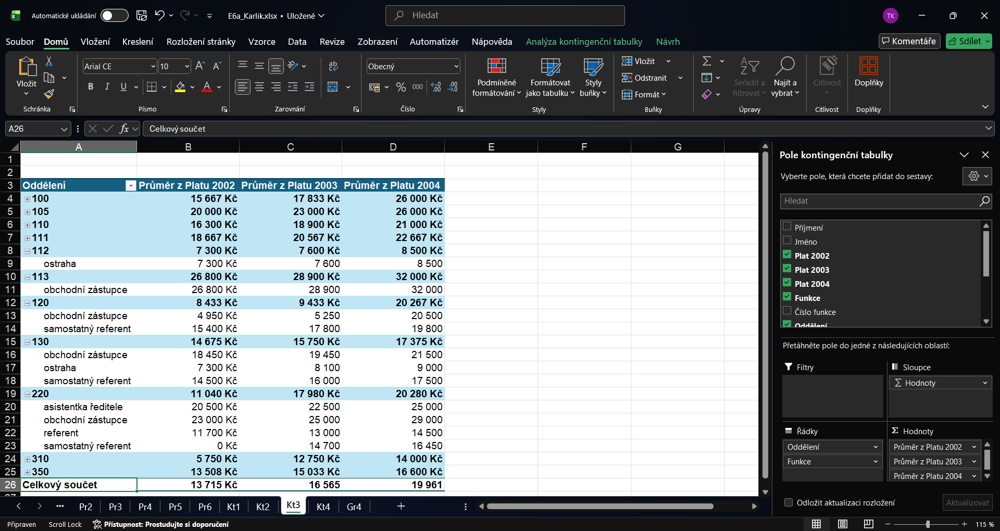 Automatické ukládání
E6a_Karlik.xlsx • Uložené
Hledat
TK
Soubor Domů Vložení Kreslení Rozložení stránky Vzorce Data Revize Zobrazení Automatizér Nápověda Analýza kontingenční tabulky Návrh
Komentáře Sdílet
Vložit
Schránka
Arial CE 10
B I U A
Písmo
Zarovnání
Obecný
% 000
Číslo
Podmíněné formátování
Formátovat jako tabulku
Styly buňky
Styly
Vložit
Odstranit
Formát
Buňky
Seřadit a filtrovat
Najít a vybrat
Úpravy
Citlivost
Citlivost
Doplňky
Doplňky
A26 fx Celkový součet
A B C D E F G
1
2
3 Oddělení Průměr z Platu 2002 Průměr z Platu 2003 Průměr z Platu 2004
4 100 15 667 Kč 17 833 Kč 26 000 Kč
5 105 20 000 Kč 23 000 Kč 26 000 Kč
6 110 16 300 Kč 18 900 Kč 21 000 Kč
7 111 18 667 Kč 20 567 Kč 22 667 Kč
8 112 7 300 Kč 7 600 Kč 8 500 Kč
9 ostraha 7 300 Kč 7 600 8 500
10 113 26 800 Kč 28 900 Kč 32 000 Kč
11 obchodní zástupce 26 800 Kč 28 900 32 000
12 120 8 433 Kč 9 433 Kč 20 267 Kč
13 obchodní zástupce 4 950 Kč 5 250 20 500
14 samostatný referent 15 400 Kč 17 800 19 800
15 130 14 675 Kč 15 750 Kč 17 375 Kč
16 obchodní zástupce 18 450 Kč 19 450 21 500
17 ostraha 7 300 Kč 8 100 9 000
18 samostatný referent 14 500 Kč 16 000 17 500
19 220 11 040 Kč 17 980 Kč 20 280 Kč
20 asistentka ředitele 20 500 Kč 22 500 25 000
21 obchodní zástupce 23 000 Kč 25 000 29 000
22 referent 11 700 Kč 13 000 14 500
23 samostatný referent 0 Kč 14 700 16 450
24 310 5 750 Kč 12 750 Kč 14 000 Kč
25 350 13 508 Kč 15 033 Kč 16 600 Kč
26 Celkový součet 13 715 Kč 16 565 19 961
Pole kontingenční tabulky
Vyberte pole, která chcete přidat do sestavy:
Hledat
Příjmení
Jméno
Plat 2002
Plat 2003
Plat 2004
Funkce
Číslo funkce
Oddělení
Přetáhněte pole do jedné z následujících oblastí:
Filtry
Sloupce
Σ Hodnoty
Řádky
Oddělení
Funkce
Σ Hodnoty
Průměr z Platu 2002
Průměr z Platu 2003
Průměr z Platu 2004
Odložit aktualizaci rozložení Aktualizovat
Pr2 Pr3 Pr4 Pr5 Pr6 Kt1 Kt2 Kt3 Kt4 Gr4
Připraven Scroll Lock Přístupnost: Prostudujte si doporučení
115 %